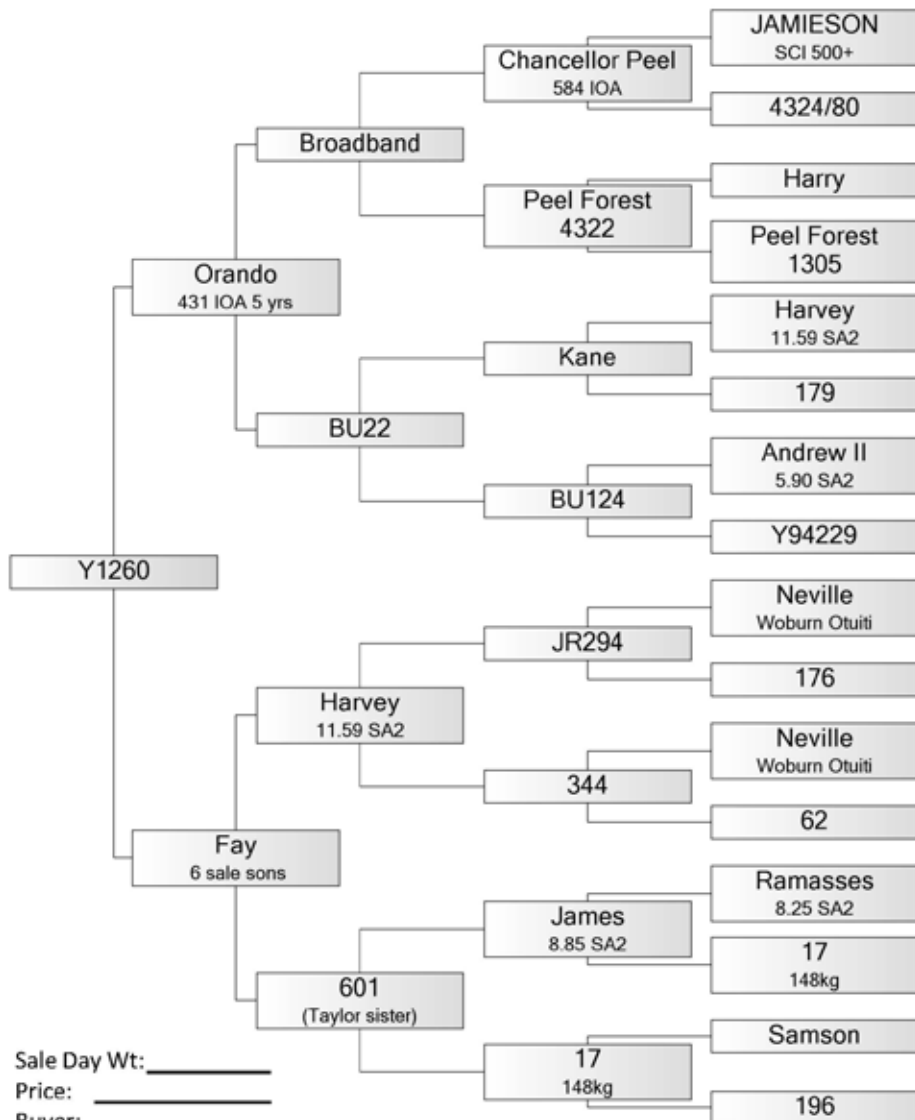 JAMIESON
SCI 500+
Chancellor Peel
584 IOA
4324/80
Broadband
Harry
Peel Forest
4322
Peel Forest
1305
Orando
431 IOA 5 yrs
Harvey
11.59 SA2
Kane
179
BU22
Andrew II
5.90 SA2
BU124
Y94229
Y1260
Neville
Woburn Otuiti
JR294
176
Harvey
11.59 SA2
Neville
Woburn Otuiti
344
62
Fay
6 sale sons
Ramasses
8.25 SA2
James
8.85 SA2
17
148kg
601
(Taylor sister)
Samson
17
148kg
196
Sale Day Wt:
Price:
Buyer: